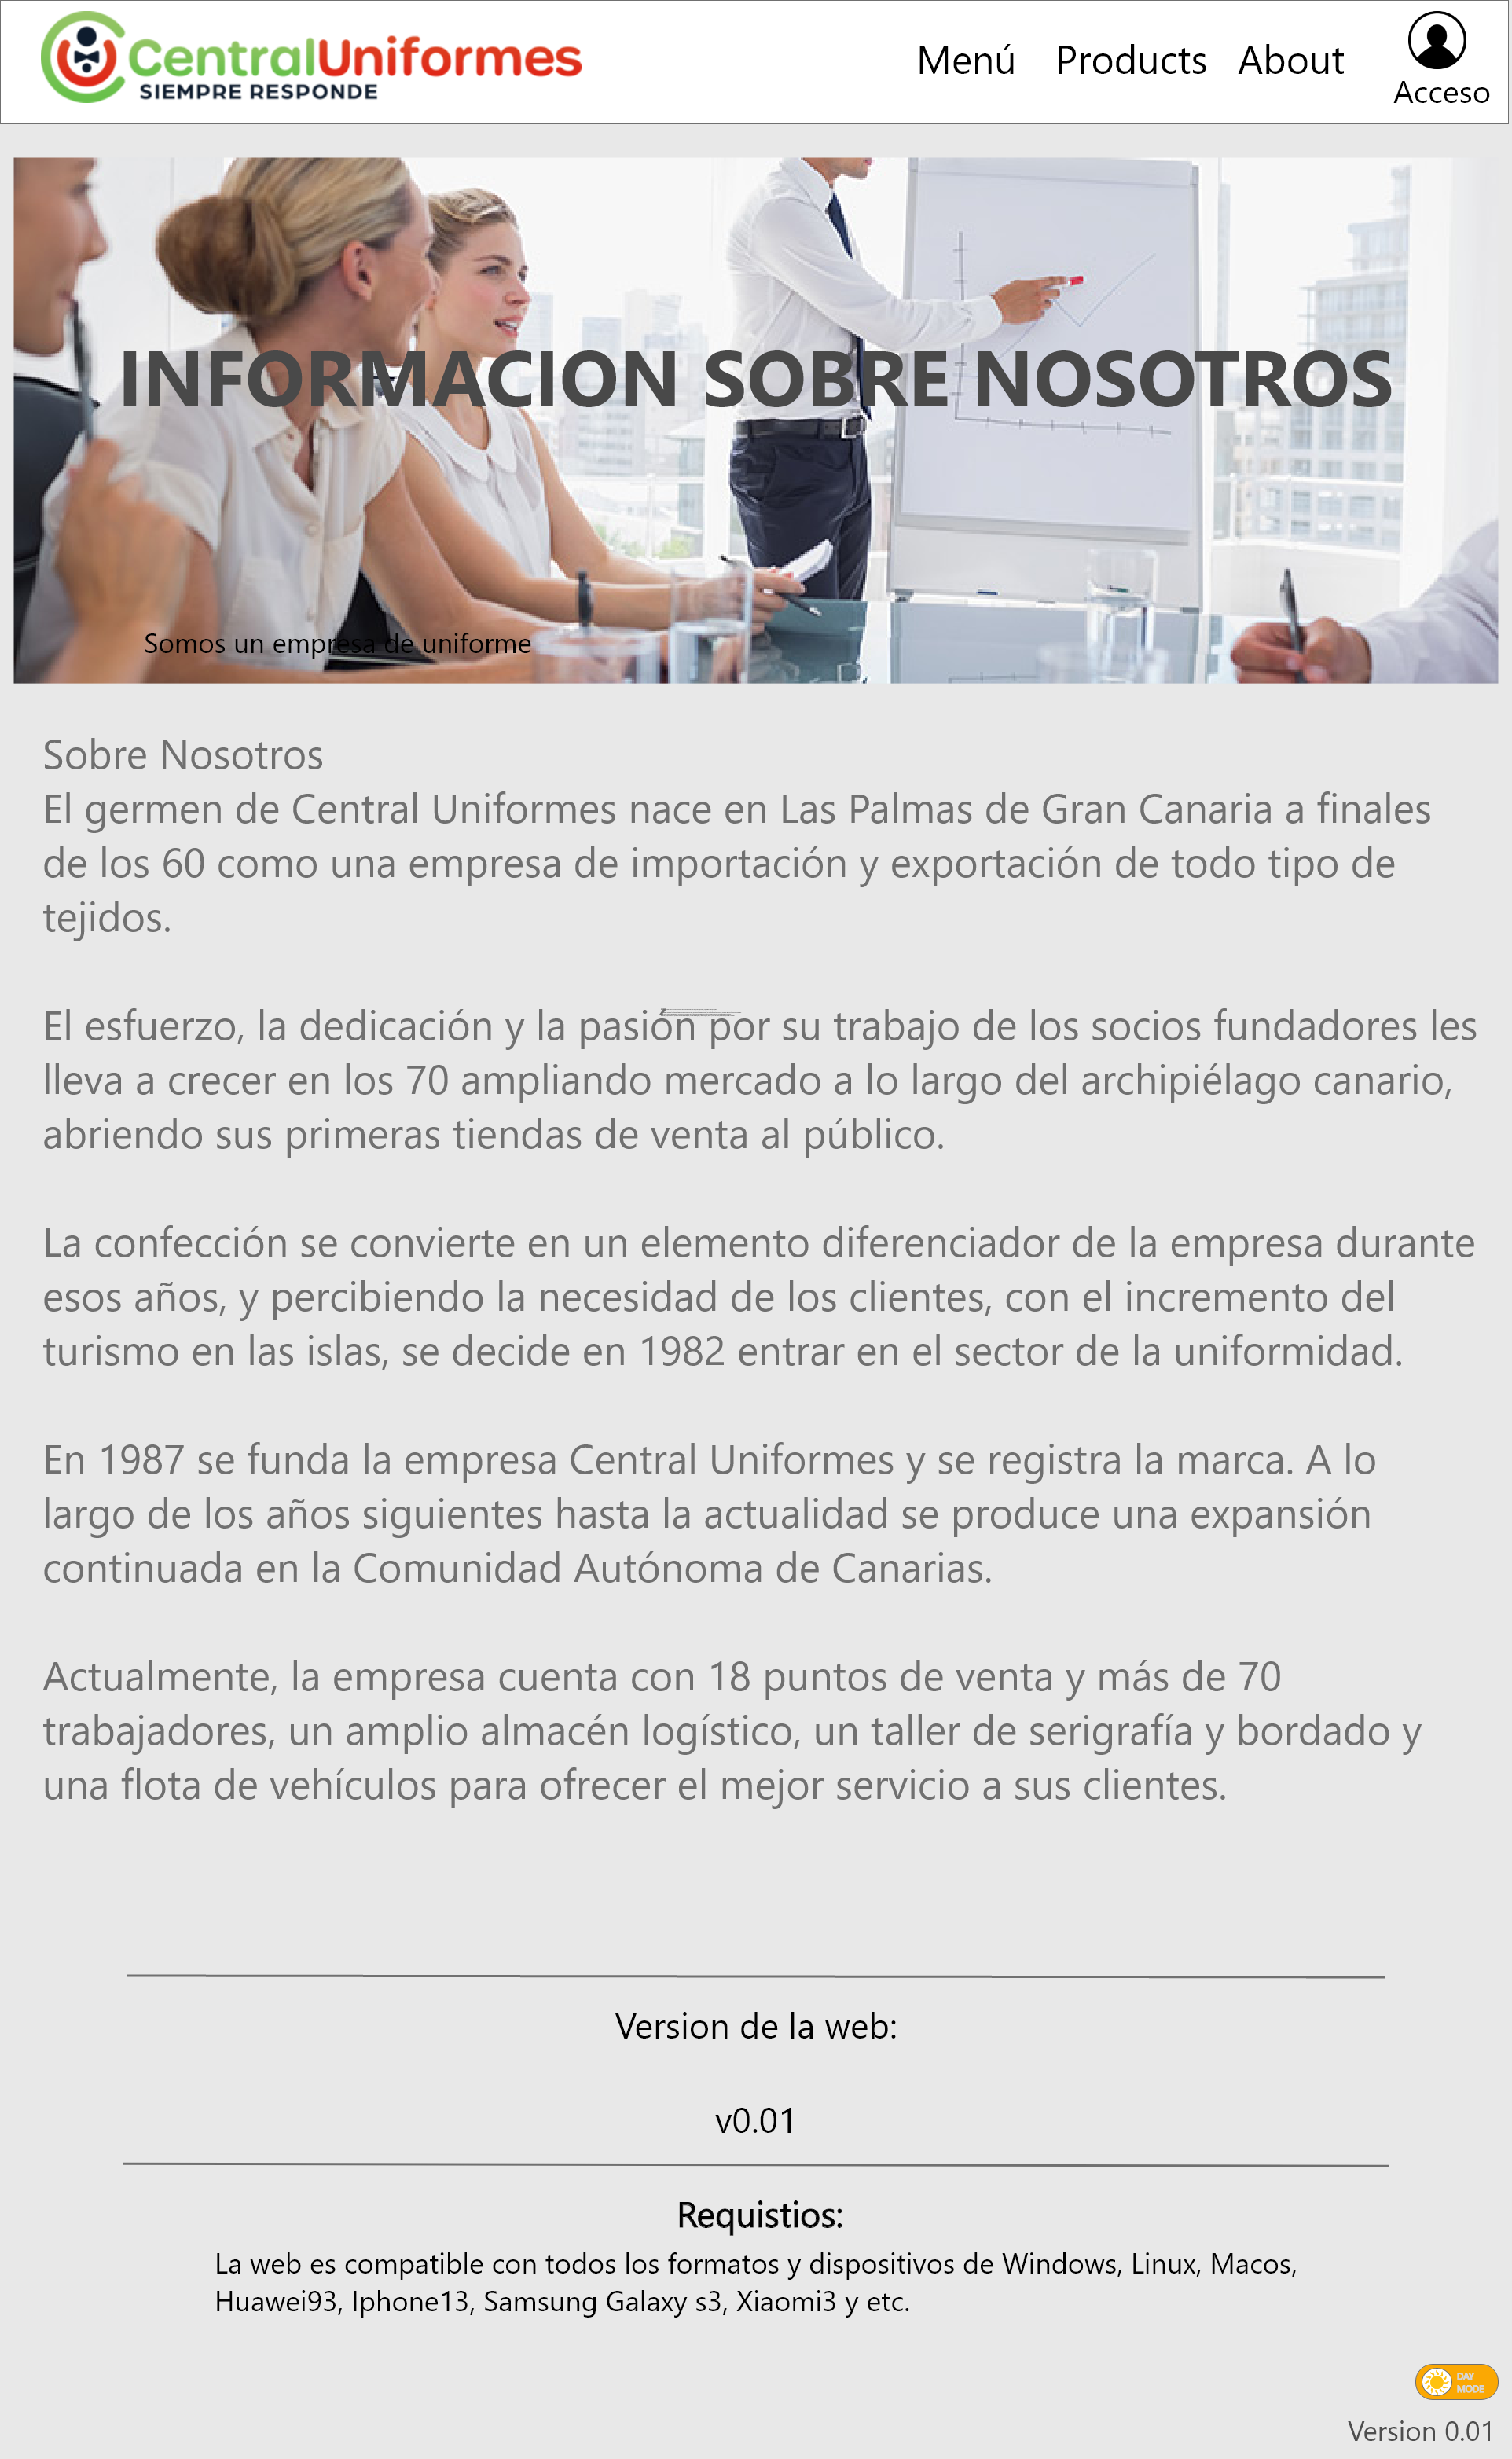 CentralUniformes
SIEMPRE RESPONDE
Menú Products About
Acceso
INFORMACION SOBRE NOSOTROS
Somos un empresa de uniforme
Sobre Nosotros
El germen de Central Uniformes nace en Las Palmas de Gran Canaria a finales
de los 60 como una empresa de importación y exportación de todo tipo de
tejidos.
El esfuerzo, la dedicación y la pasión por su trabajo de los socios fundadores les
lleva a crecer en los 70 ampliando mercado a lo largo del archipiélago canario,
abriendo sus primeras tiendas de venta al público.
La confección se convierte en un elemento diferenciador de la empresa durante
esos años, y percibiendo la necesidad de los clientes, con el incremento del
turismo en las islas, se decide en 1982 entrar en el sector de la uniformidad.
En 1987 se funda la empresa Central Uniformes y se registra la marca. A lo
largo de los años siguientes hasta la actualidad se produce una expansión
continuada en la Comunidad Autónoma de Canarias.
Actualmente, la empresa cuenta con 18 puntos de venta y más de 70
trabajadores, un amplio almacén logístico, un taller de serigrafía y bordado y
una flota de vehículos para ofrecer el mejor servicio a sus clientes.
Version de la web:
v0.01
Requistios:
La web es compatible con todos los formatos y dispositivos de Windows, Linux, Macos,
Huawei93, Iphone13, Samsung Galaxy s3, Xiaomi3 y etc.
DAY
MODE
Version 0.01